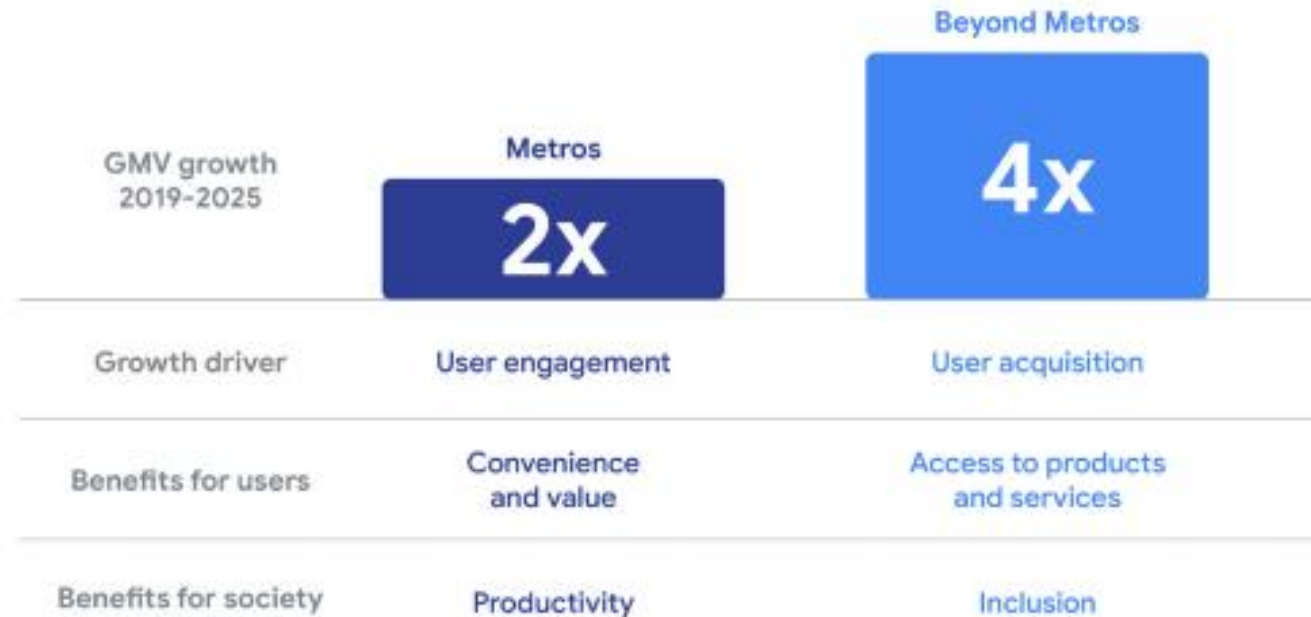 Beyond Metros
Metros
GMV growth
2019-2025
2x
4x
Growth driver
User engagement
User acquisition
Benefits for users
Convenience
and value
Access to products
and services
Benefits for society
Productivity
Inclusion